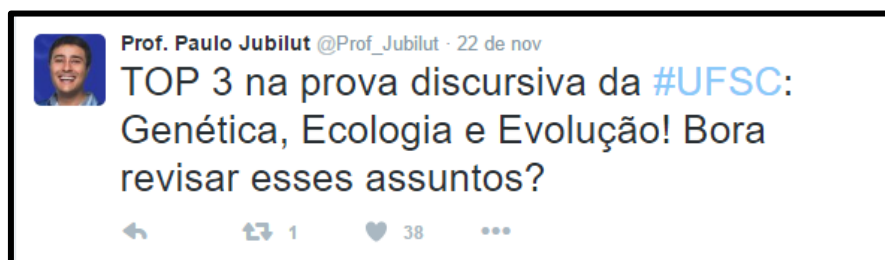 Prof. Paulo Jubilut @Prof_Jubilut · 22 de nov
TOP 3 na prova discursiva da #UFSC:
Genética, Ecologia e Evolução! Bora
revisar esses assuntos?
1 38